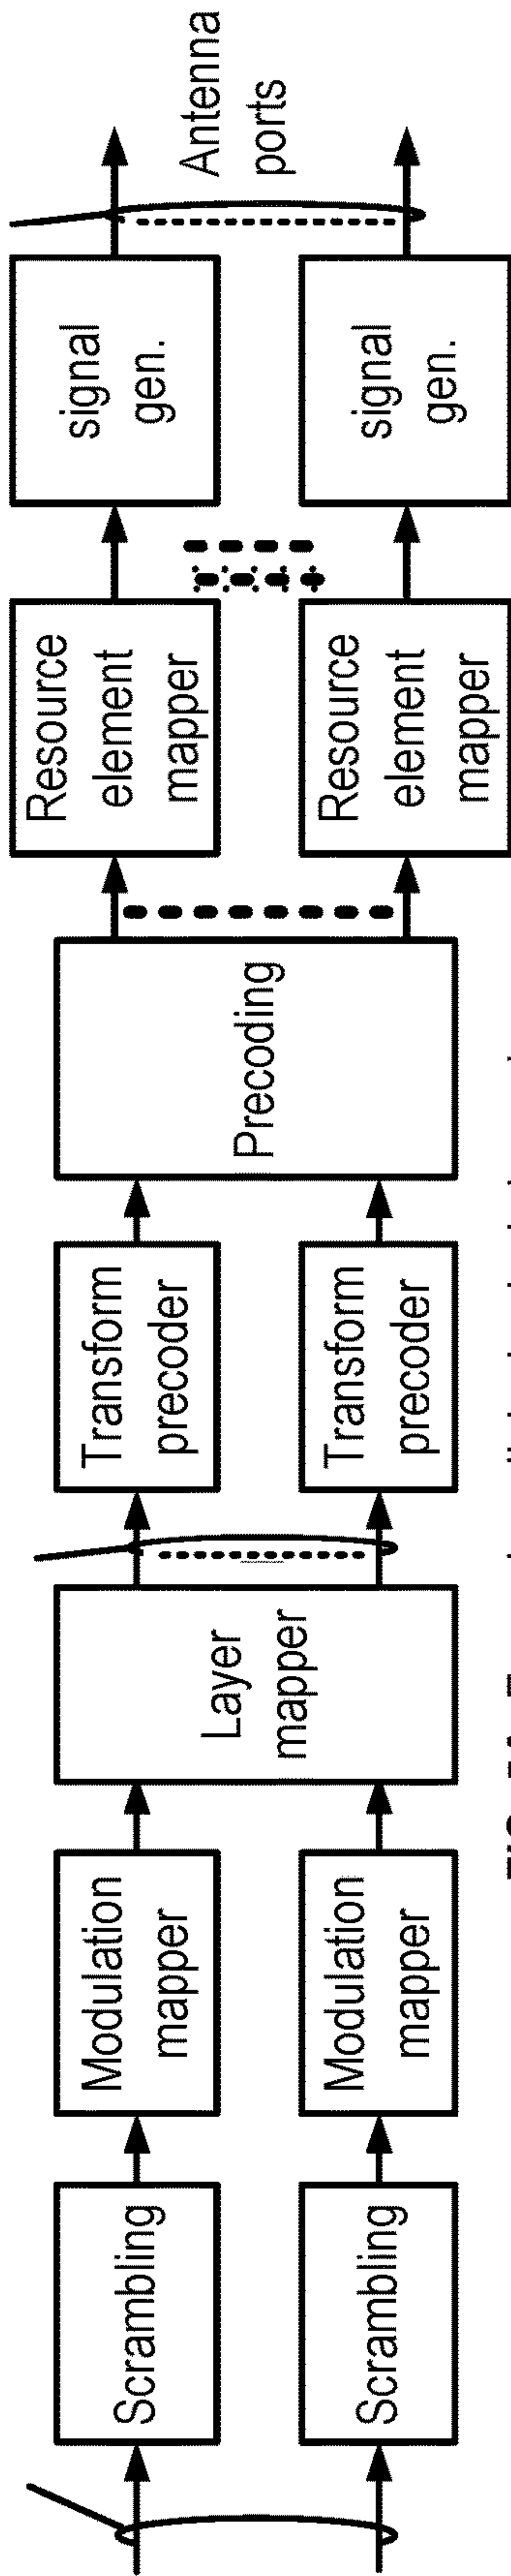 Scrambling
Modulation
mapper
Scrambling
Modulation
mapper
Layer
mapper
Transform
precoder
Transform
precoder
Precoding
Resource
element
mapper
Resource
element
mapper
signal
gen.
signal
gen.
Antenna
ports